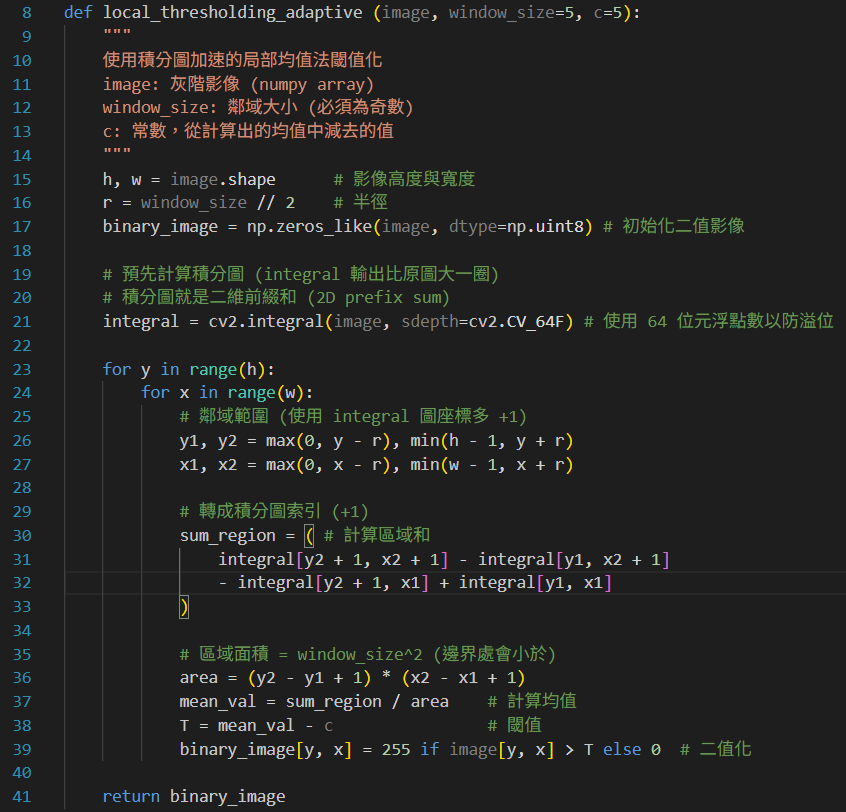 8 def local_thresholding_adaptive (image, window_size=5, c=5):
9     """
10     使用積分圖加速的局部均值法閾值化
11     image: 灰階影像 (numpy array)
12     window_size: 鄰域大小 (必須為奇數)
13     c: 常數，從計算出的均值中減去的值
14     """
15     h, w = image.shape      # 影像高度與寬度
16     r = window_size // 2    # 半徑
17     binary_image = np.zeros_like(image, dtype=np.uint8) # 初始化二值影像
18
19     # 預先計算積分圖 (integral 輸出比原圖大一圈)
20     # 積分圖就是二維前綴和 (2D prefix sum)
21     integral = cv2.integral(image, sdepth=cv2.CV_64F) # 使用 64 位元浮點數以防溢位
22
23     for y in range(h):
24         for x in range(w):
25             # 鄰域範圍 (使用 integral 圖座標多 +1)
26             y1, y2 = max(0, y - r), min(h - 1, y + r)
27             x1, x2 = max(0, x - r), min(w - 1, x + r)
28
29             # 轉成積分圖索引 (+1)
30             sum_region = ( # 計算區域和
31                 integral[y2 + 1, x2 + 1] - integral[y1, x2 + 1]
32                 - integral[y2 + 1, x1] + integral[y1, x1]
33             )
34
35             # 區域面積 = window_size^2 (邊界處會小於)
36             area = (y2 - y1 + 1) * (x2 - x1 + 1)
37             mean_val = sum_region / area    # 計算均值
38             T = mean_val - c                # 閾值
39             binary_image[y, x] = 255 if image[y, x] > T else 0  # 二值化
40
41     return binary_image